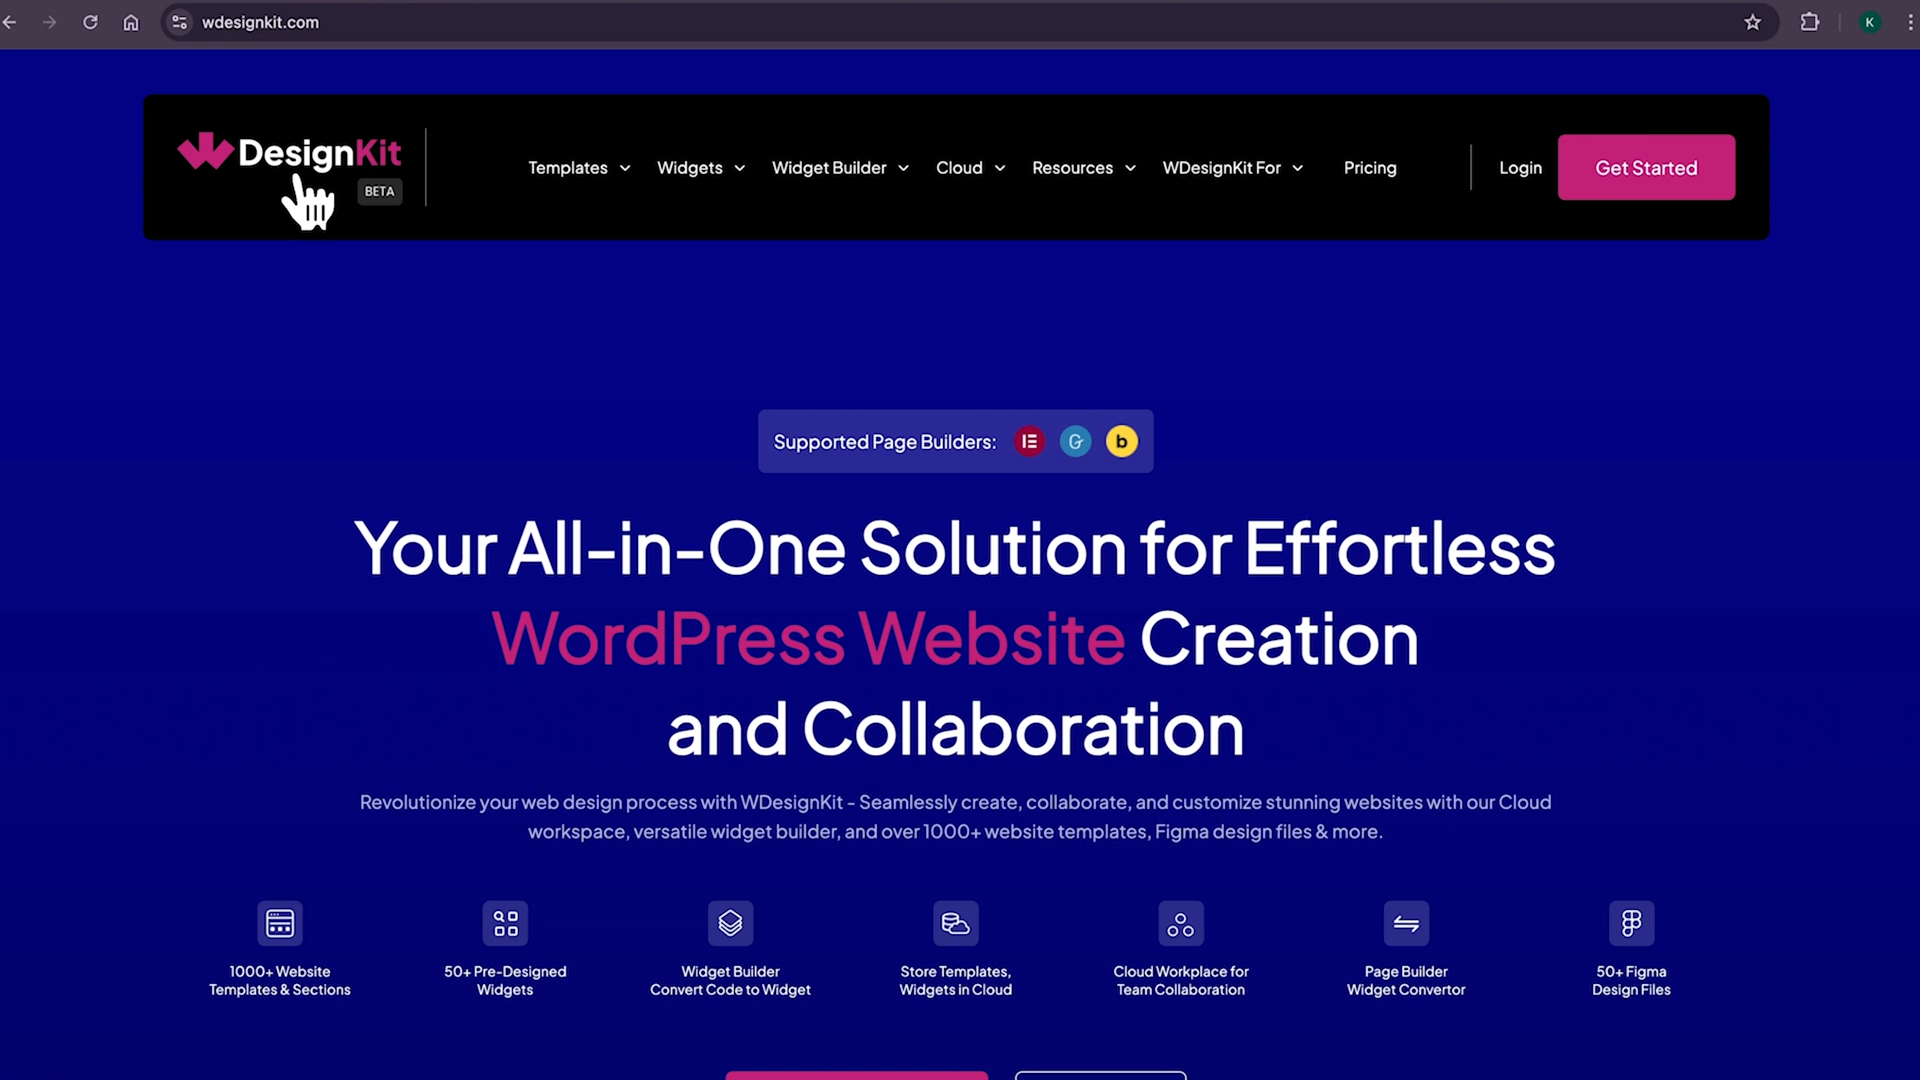 wdesignkit.com
K
DesignKit
BETA
Templates
Widgets
Widget Builder
Cloud
Resources
WDesignKit For
Pricing
Login
Get Started
Supported Page Builders:
b
Your All-in-One Solution for Effortless
WordPress Website Creation
and Collaboration
Revolutionize your web design process with WDesignKit - Seamlessly create, collaborate, and customize stunning websites with our Cloud
workspace, versatile widget builder, and over 1000+ website templates, Figma design files & more.
1000+ Website
Templates & Sections
50+ Pre-Designed
Widgets
Widget Builder
Convert Code to Widget
Store Templates,
Widgets in Cloud
Cloud Workplace for
Team Collaboration
Page Builder
Widget Convertor
50+ Figma
Design Files